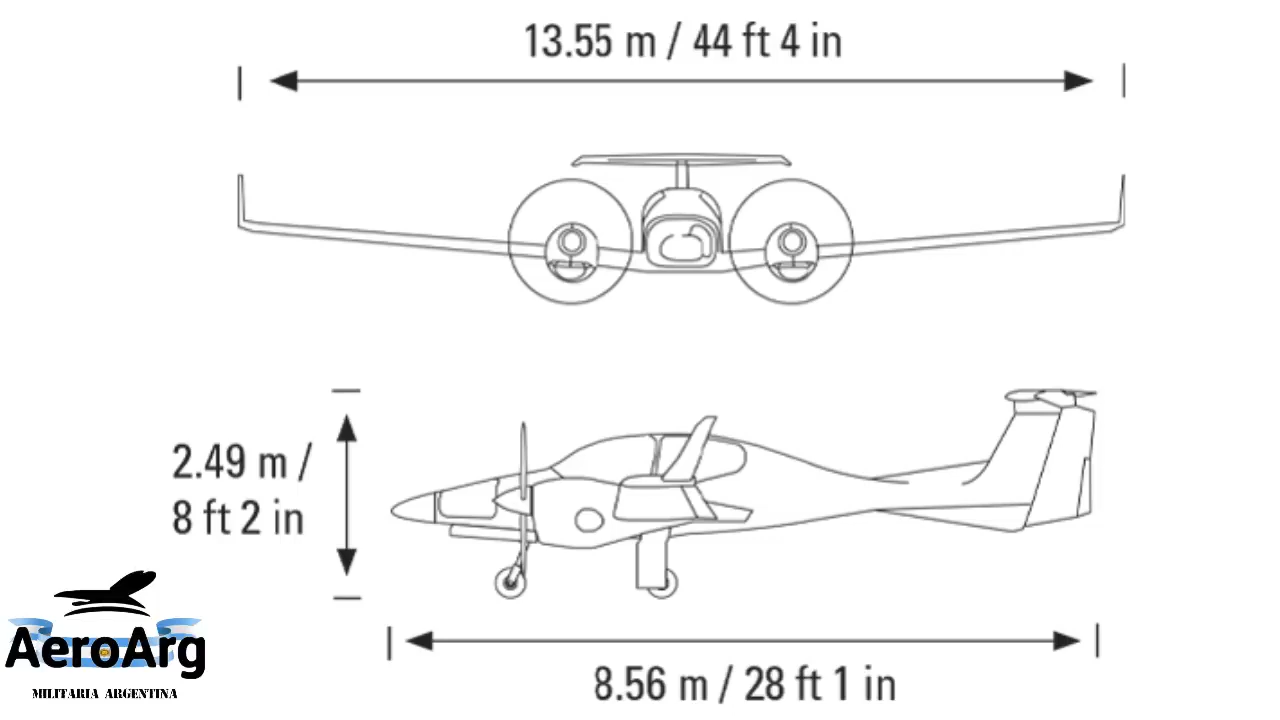 13.55 m / 44 ft 4 in
2.49 m /
8 ft 2 in
8.56 m / 28 ft 1 in
AeroArg
MILITARIA ARGENTINA